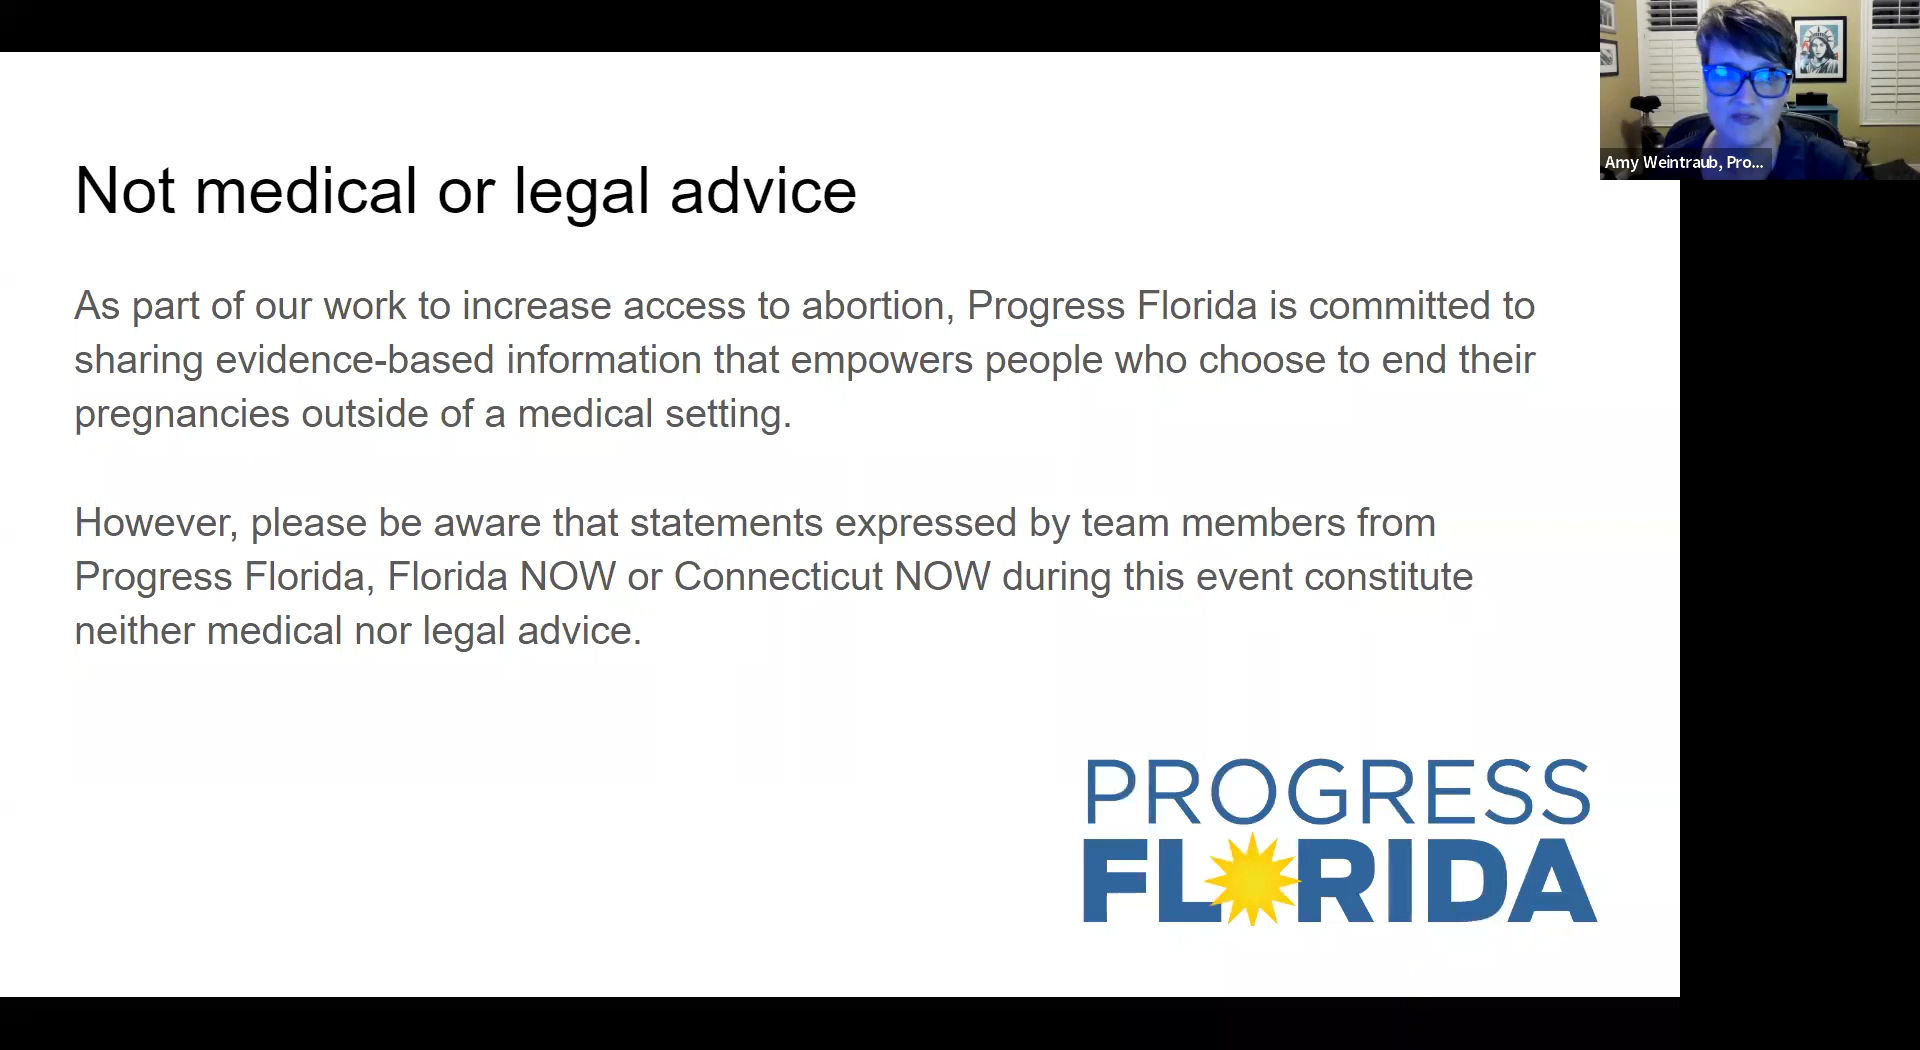 Not medical or legal advice
As part of our work to increase access to abortion, Progress Florida is committed to
sharing evidence-based information that empowers people who choose to end their
pregnancies outside of a medical setting.
However, please be aware that statements expressed by team members from
Progress Florida, Florida NOW or Connecticut NOW during this event constitute
neither medical nor legal advice.
PROGRESS
FLORIDA
Amy Weintraub, Pro...